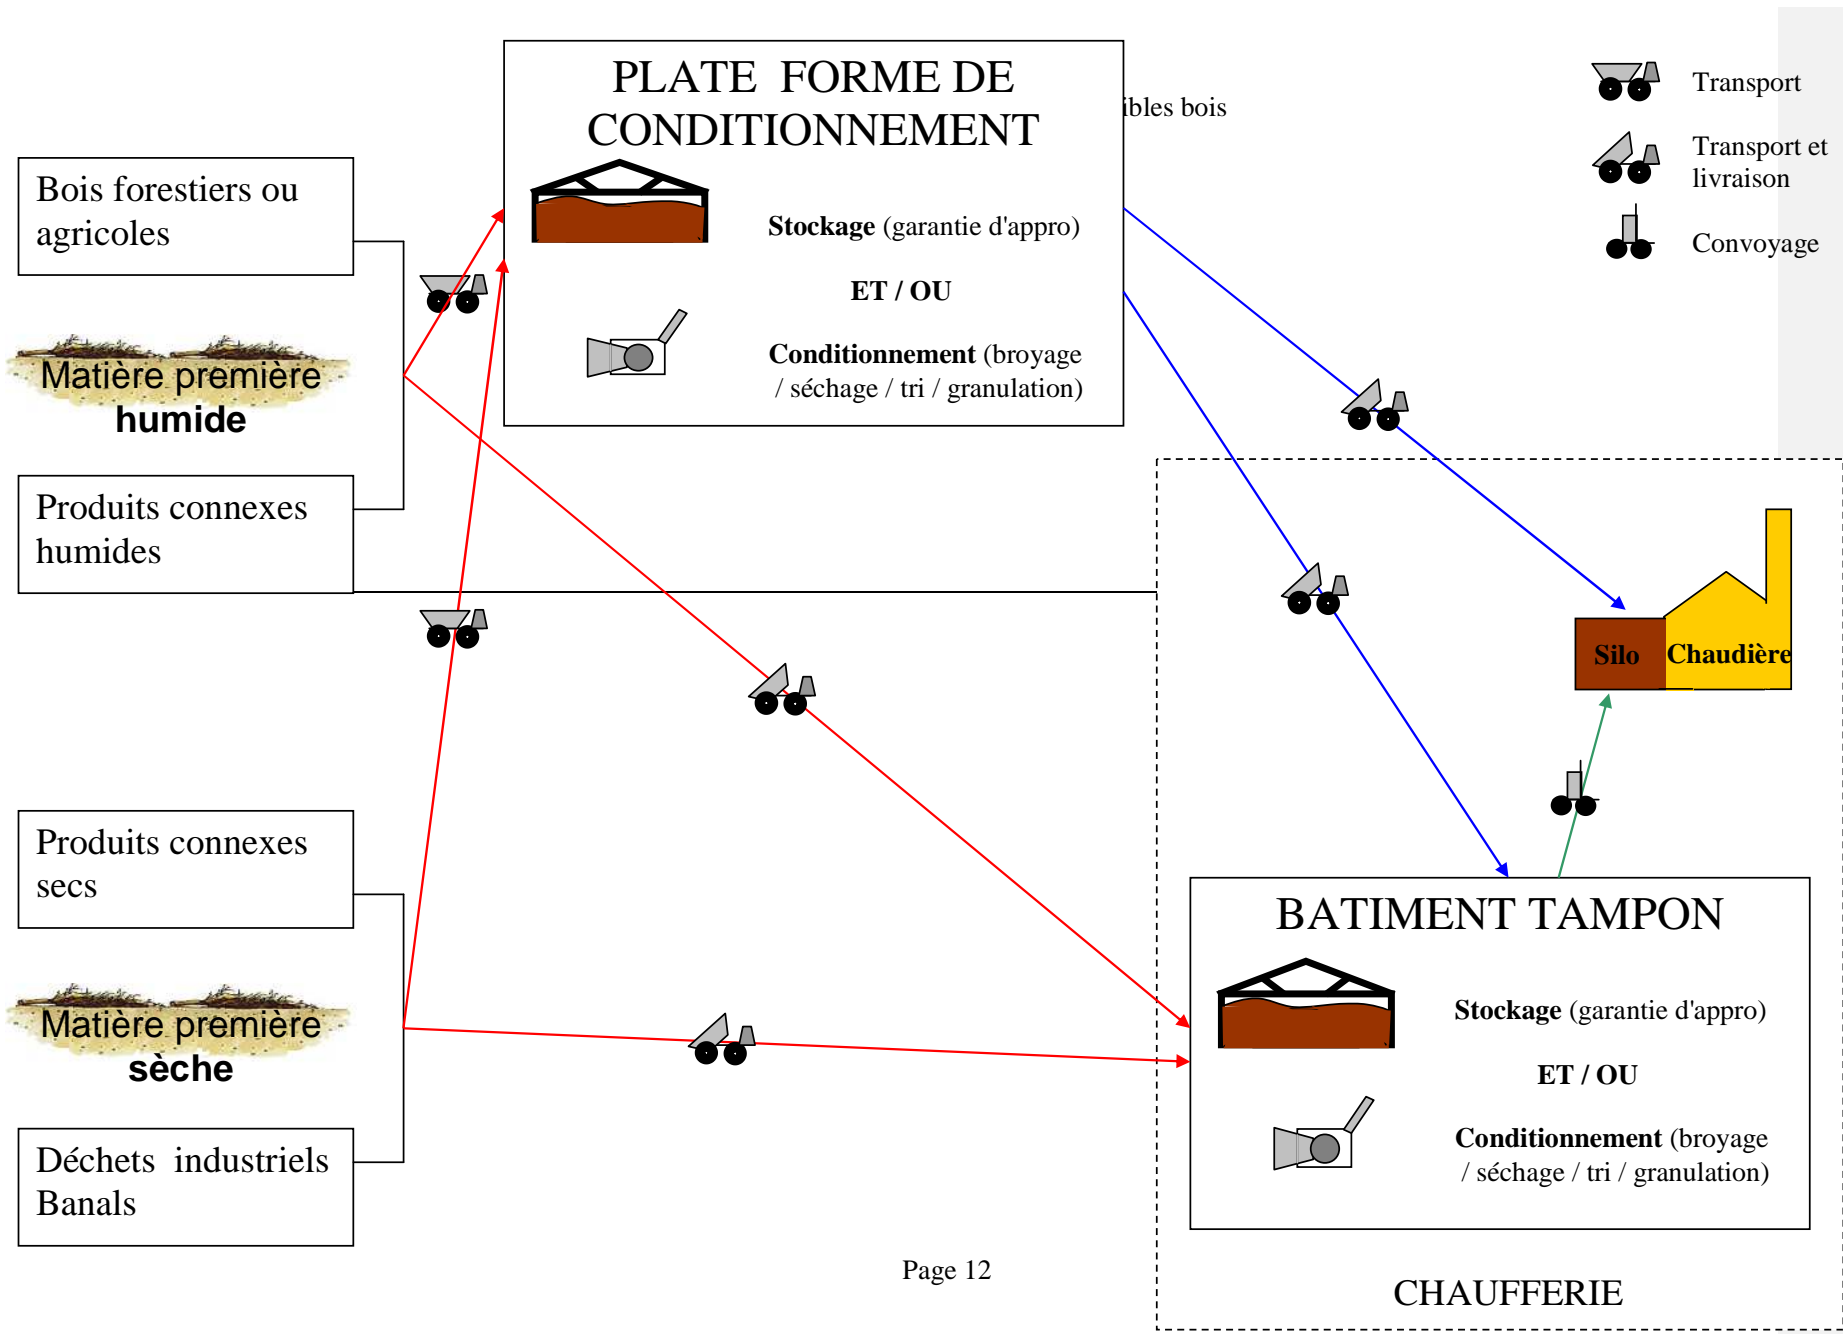 PLATE FORME DE
CONDITIONNEMENT
ibles bois
Stockage (garantie d'appro)
ET / OU
Conditionnement (broyage
/ séchage / tri / granulation)
Transport
Transport et
livraison
Convoyage
Bois forestiers ou
agricoles
Matière première
humide
Produits connexes
humides
Silo
Chaudière
Produits connexes
secs
Matière première
sèche
Déchets industriels
Banals
BATIMENT TAMPON
Stockage (garantie d'appro)
ET / OU
Conditionnement (broyage
/ séchage / tri / granulation)
CHAUFFERIE
Page 12